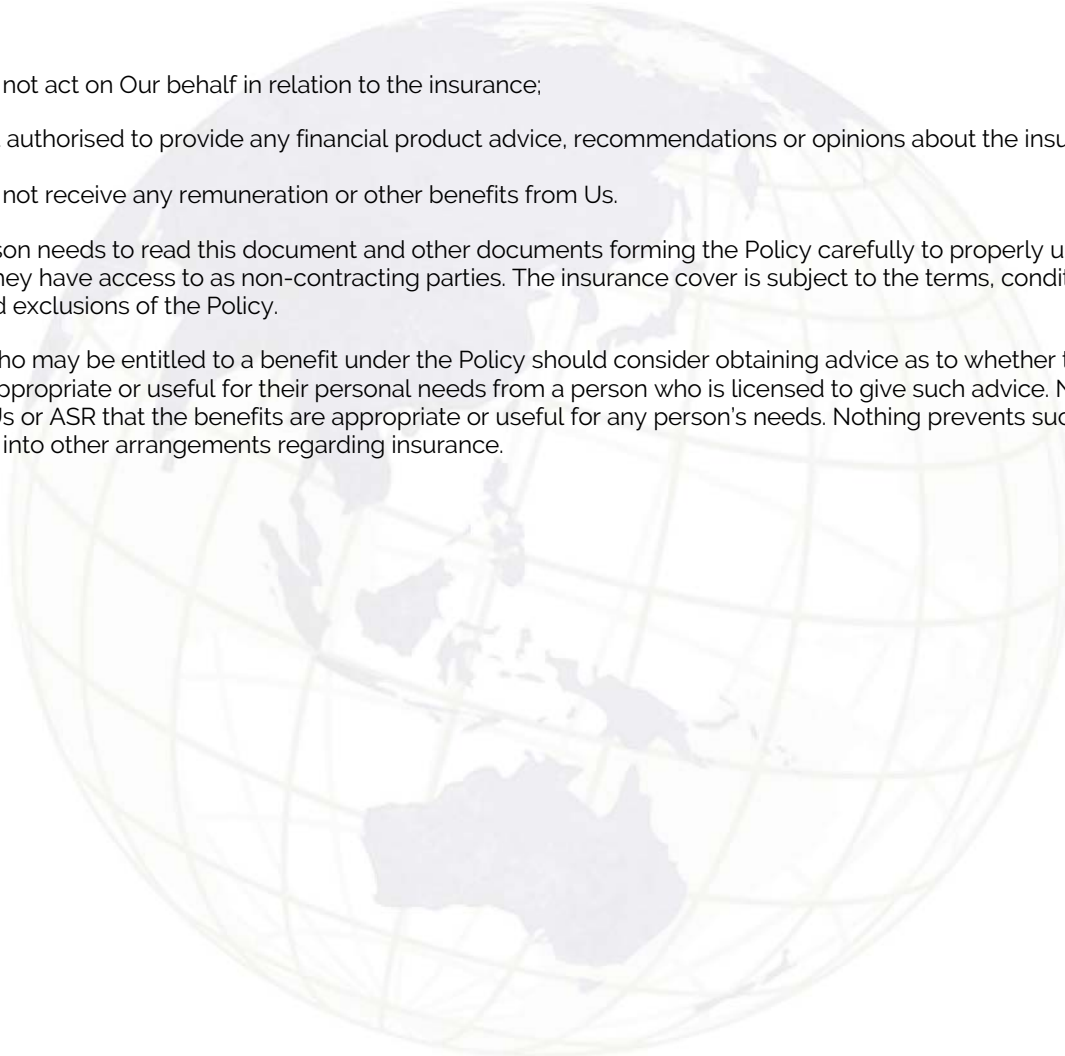 not act on Our behalf in relation to the insurance;
authorised to provide any financial product advice, recommendations or opinions about the insu
not receive any remuneration or other benefits from Us.
son needs to read this document and other documents forming the Policy carefully to properly u
hey have access to as non-contracting parties. The insurance cover is subject to the terms, condit
d exclusions of the Policy.
ho may be entitled to a benefit under the Policy should consider obtaining advice as to whether t
ppropriate or useful for their personal needs from a person who is licensed to give such advice. N
Us or ASR that the benefits are appropriate or useful for any person's needs. Nothing prevents suc
into other arrangements regarding insurance.